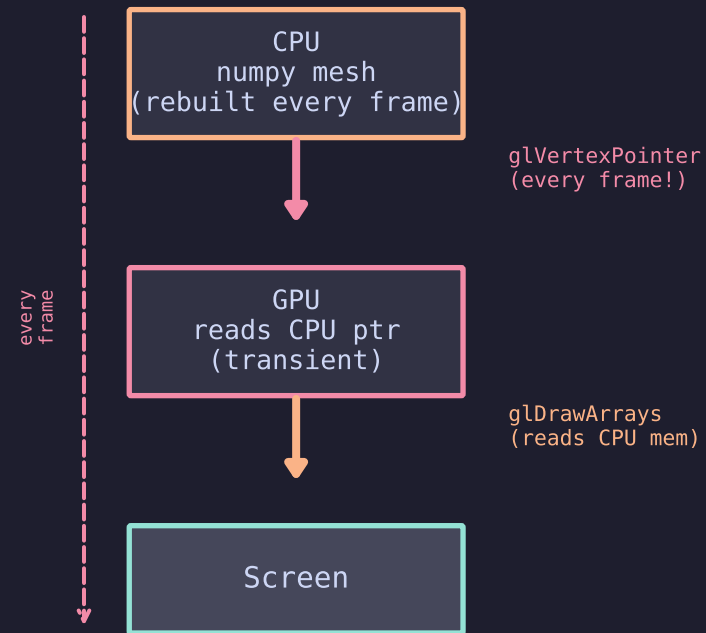 CPU
numpy mesh
(rebuilt every frame)
glVertexPointer
(every frame!)
every
frame
GPU
reads CPU ptr
(transient)
glDrawArrays
(reads CPU mem)
Screen